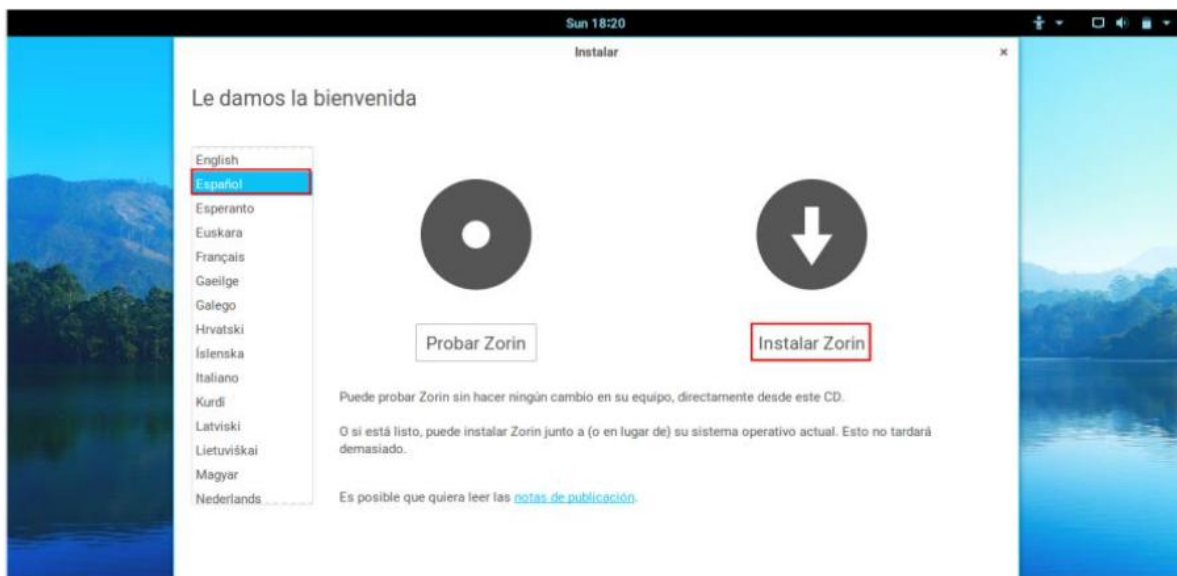 Sun 18:20
Instalar
Le damos la bienvenida
English
Español
Esperanto
Euskara
Français
Gaeilge
Galego
Hrvatski
Íslenska
Italiano
Kurdî
Latviski
Lietuviškai
Magyar
Nederlands
Probar Zorin
Instalar Zorin
Puede probar Zorin sin hacer ningún cambio en su equipo, directamente desde este CD.
O si está listo, puede instalar Zorin junto a (o en lugar de) su sistema operativo actual. Esto no tardará
demasiado.
Es posible que quiera leer las notas de publicación.